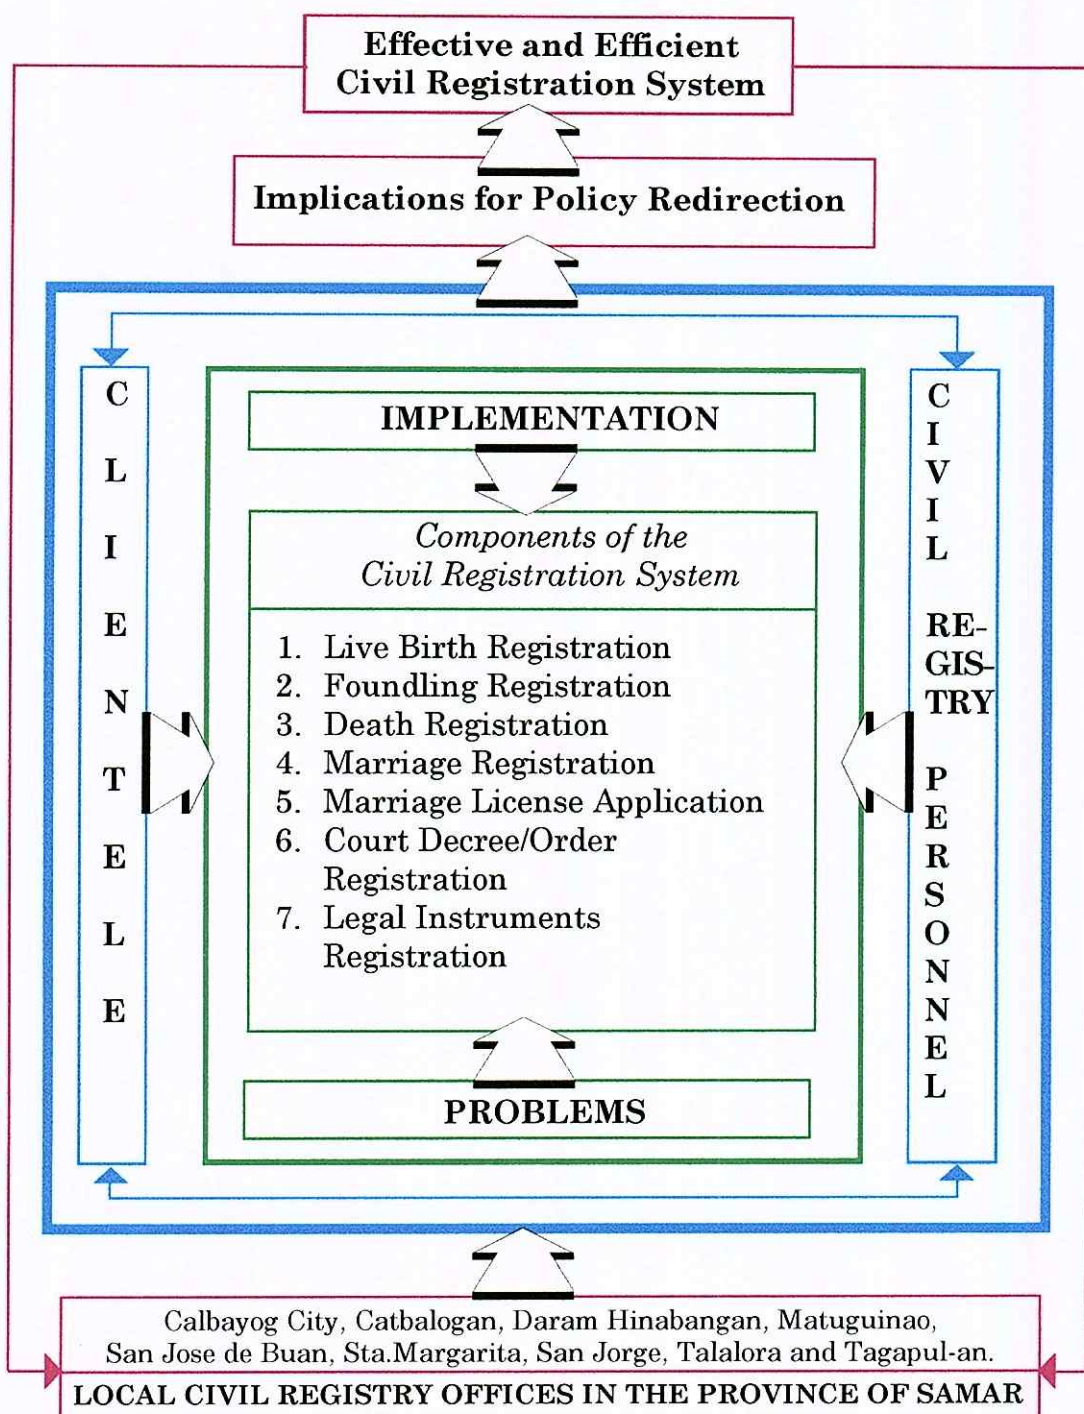 Effective and Efficient
Civil Registration System
Implications for Policy Redirection
CLIENTELE
IMPLEMENTATION
Components of the
Civil Registration System
1. Live Birth Registration
2. Foundling Registration
3. Death Registration
4. Marriage Registration
5. Marriage License Application
6. Court Decree/Order
Registration
7. Legal Instruments
Registration
PROBLEMS
CIVIL
RE-
GIS-
TRY
PERSONNEL
Calbayog City, Catbalogan, Daram Hinabangan, Matuguinao,
San Jose de Buan, Sta.Margarita, San Jorge, Talalora and Tagapul-an.
LOCAL CIVIL REGISTRY OFFICES IN THE PROVINCE OF SAMAR